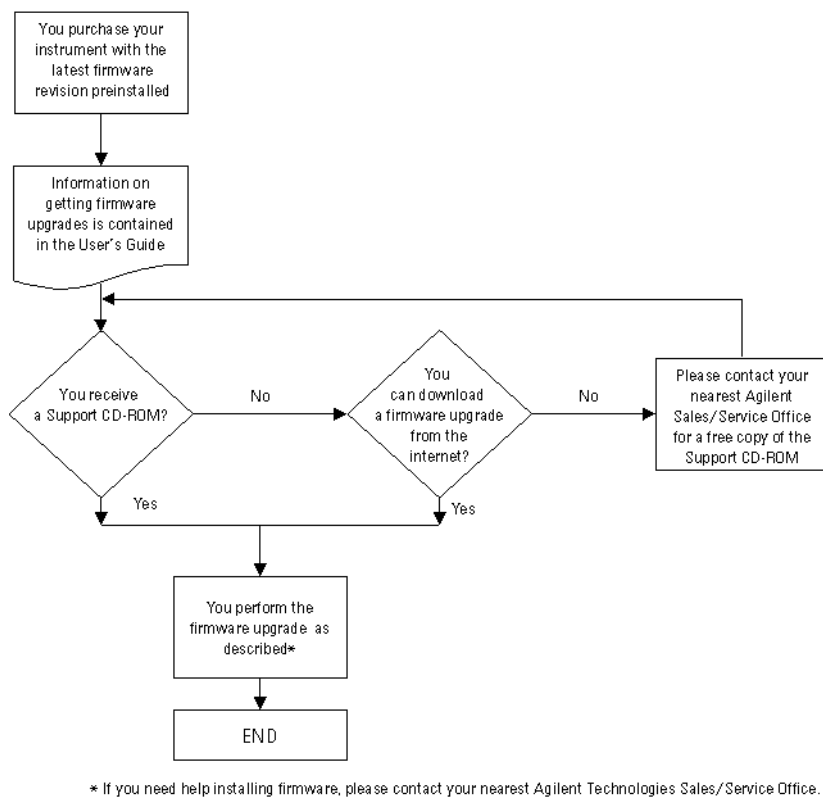 You purchase your
instrument with the
latest firmware
revision preinstalled
Information on
getting firmware
upgrades is contained
in the User's Guide
You receive
a Support CD-ROM?
No
You
can download
a firmware upgrade
from the
internet?
No
Please contact your
nearest Agilent
Sales/Service Office
for a free copy of the
Support CD-ROM
Yes
Yes
You perform the
firmware upgrade as
described*
END
* If you need help installing firmware, please contact your nearest Agilent Technologies Sales/Service Office.